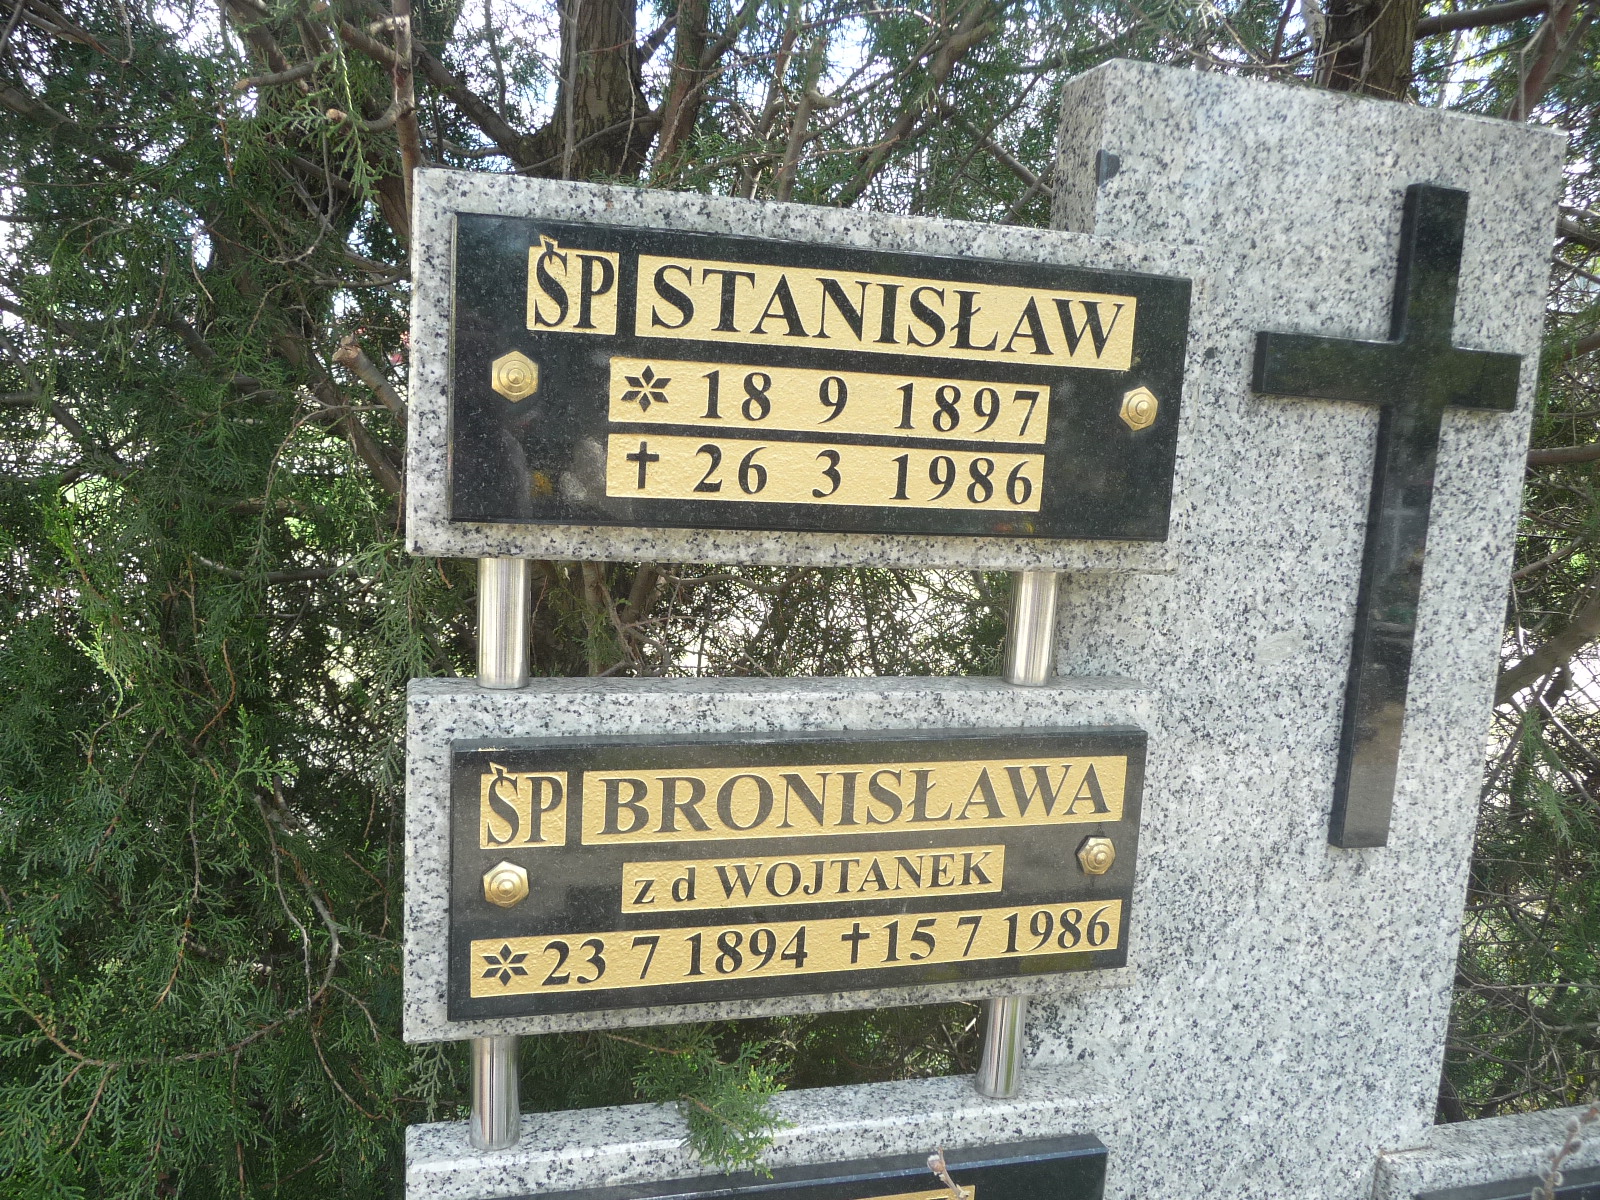 ŚP STANISŁAW
* 18 9 1897
† 26 3 1986
ŚP BRONISŁAWA
z d WOJTANEK
* 23 7 1894 † 15 7 1986